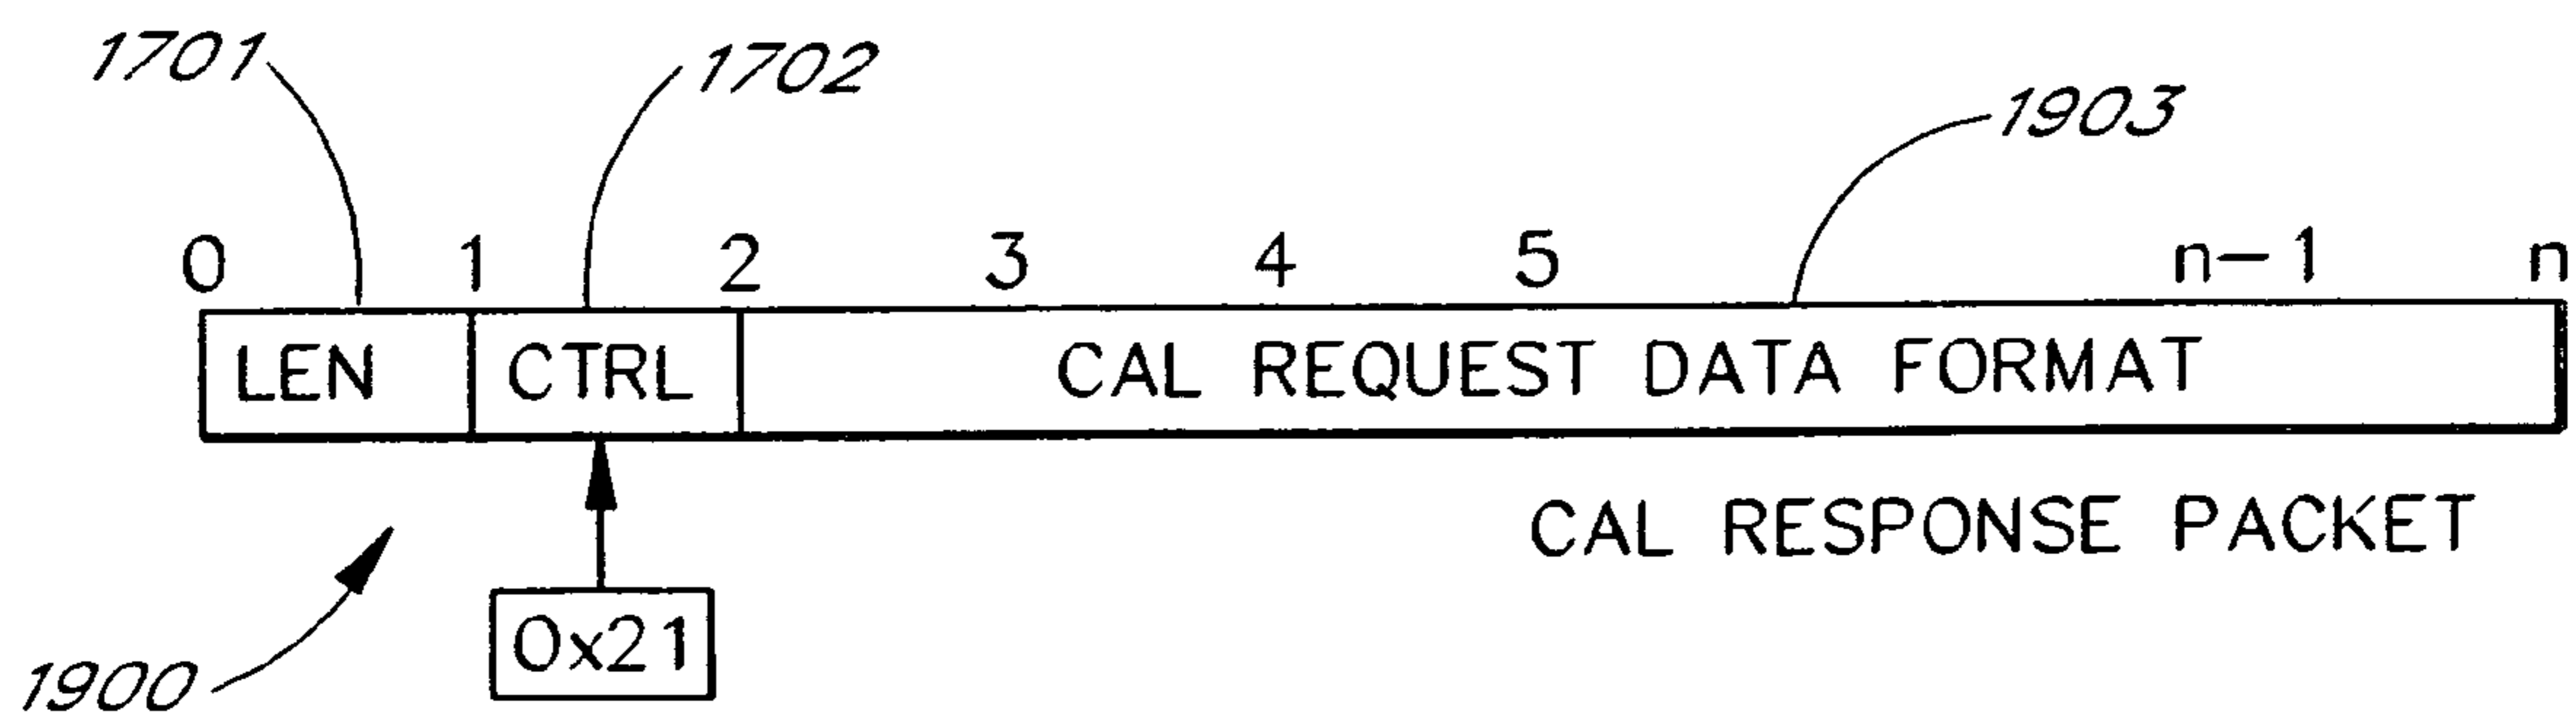 1701 1702 1903
0 1 2 3 4 5 n-1 n
LEN CTRL CAL REQUEST DATA FORMAT
CAL RESPONSE PACKET
0x21
1900